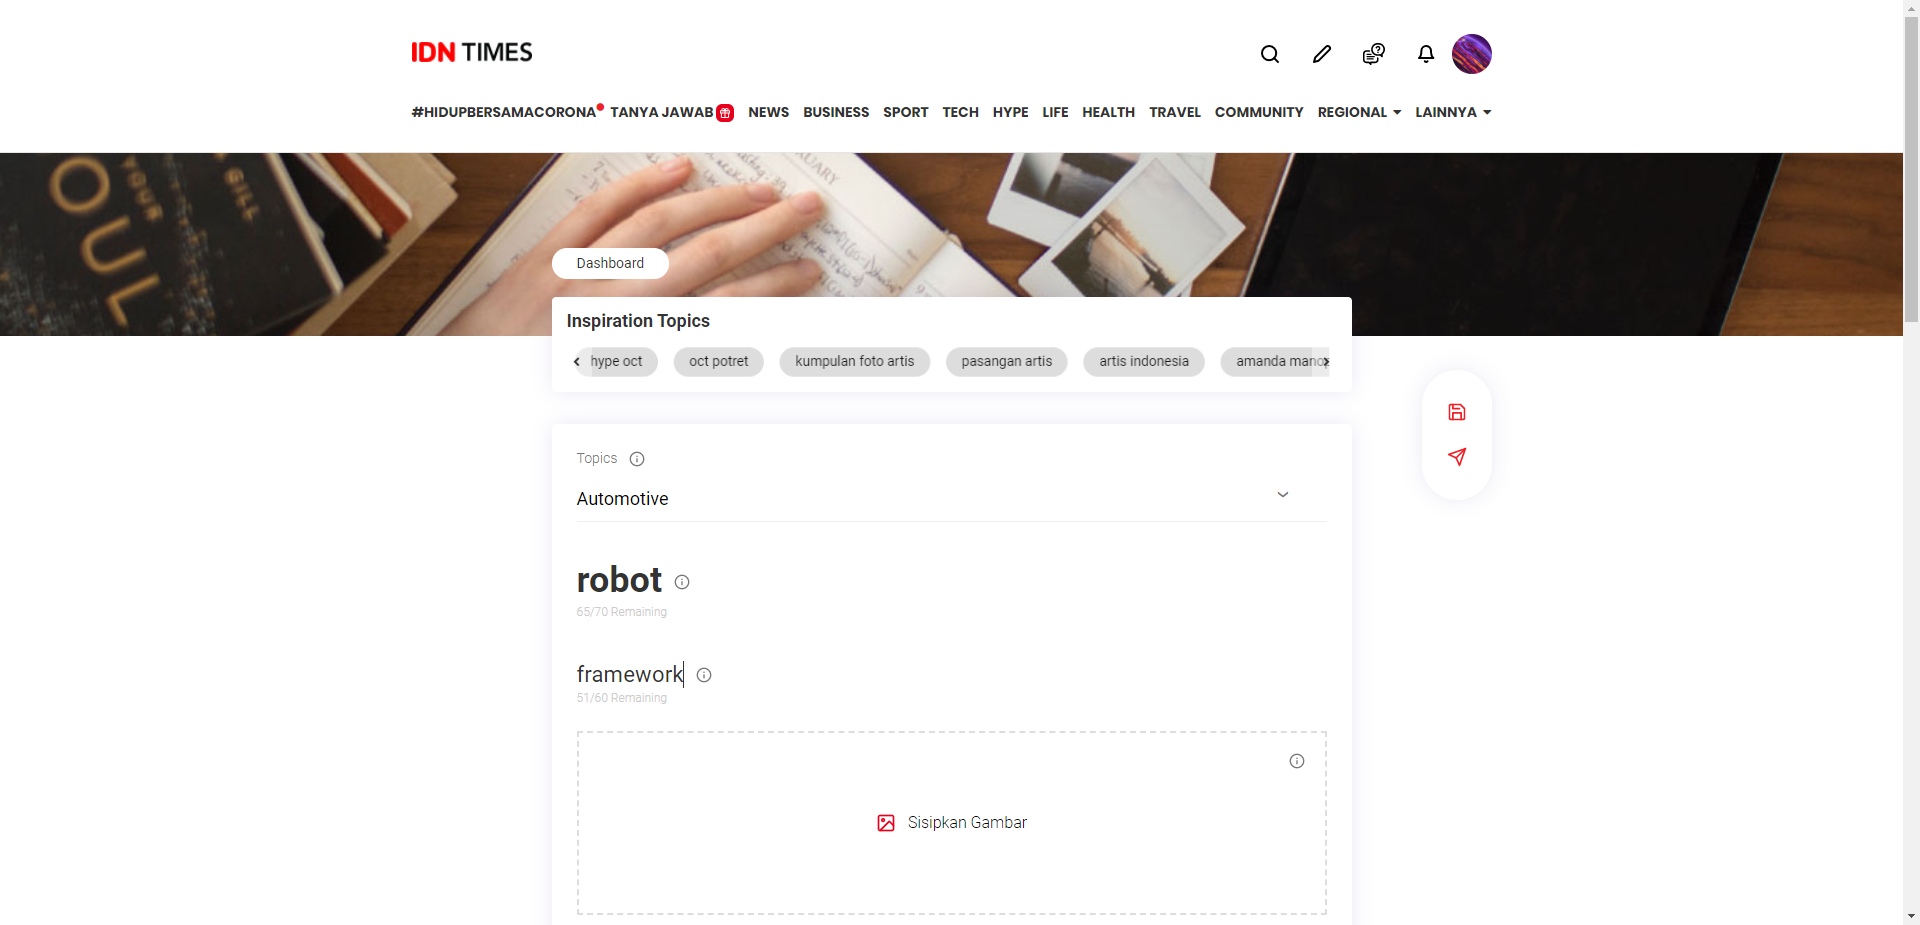 IDN TIMES
#HIDUPBERSAMACORONA TANYA JAWAB NEWS BUSINESS SPORT TECH HYPE LIFE HEALTH TRAVEL COMMUNITY REGIONAL LAINNYA
Dashboard
Inspiration Topics
hype oct oct potret kumpulan foto artis pasangan artis artis indonesia amanda mano
Topics
Automotive
robot
65/70 Remaining
framework
51/60 Remaining
Sisipkan Gambar